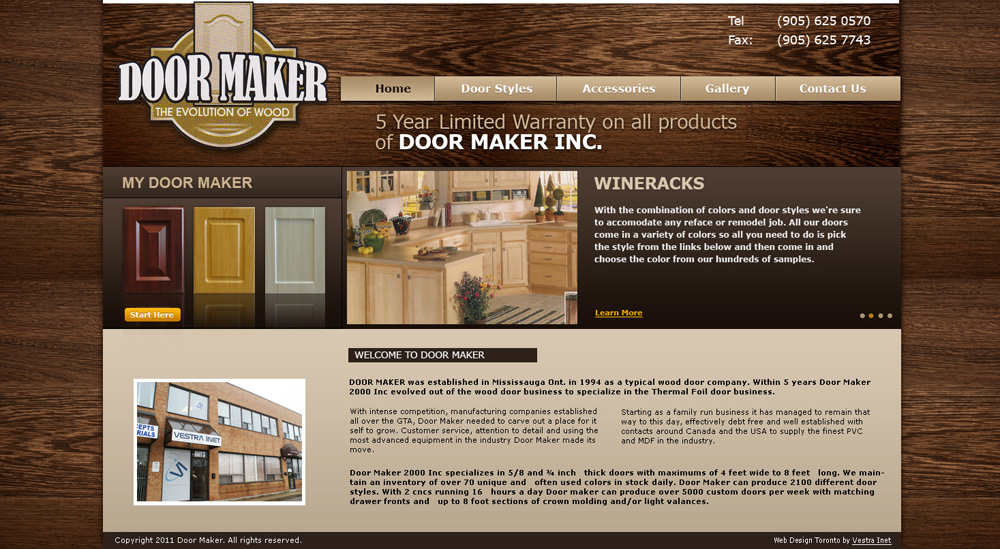 Tel (905) 625 0570
Fax: (905) 625 7743
DOOR MAKER
THE EVOLUTION OF WOOD
Home Door Styles Accessories Gallery Contact Us
5 Year Limited Warranty on all products
of DOOR MAKER INC.
MY DOOR MAKER
Start Here
WINERACKS
With the combination of colors and door styles we're sure
to accomodate any reface or remodel job. All our doors
come in a variety of colors so all you need to do is pick
the style from the links below and then come in and
choose the color from our hundreds of samples.
Learn More
WELCOME TO DOOR MAKER
CEPTS
RIALS
VESTRA INET
VI
DOOR MAKER was established in Mississauga Ont. in 1994 as a typical wood door company. Within 5 years Door Maker
2000 Inc evolved out of the wood door business to specialize in the Thermal Foil door business.
With intense competition, manufacturing companies established
all over the GTA, Door Maker needed to carve out a place for it
self to grow. Customer service, attention to detail and using the
most advanced equipment in the industry Door Maker made its
move.
Starting as a family run business it has managed to remain that
way to this day, effectively debt free and well established with
contacts around Canada and the USA to supply the finest PVC
and MDF in the industry.
Door Maker 2000 Inc specializes in 5/8 and ¾ inch thick doors with maximums of 4 feet wide to 8 feet long. We main-
tain an inventory of over 70 unique and often used colors in stock daily. Door Maker can produce 2100 different door
styles. With 2 cncs running 16 hours a day Door maker can produce over 5000 custom doors per week with matching
drawer fronts and up to 8 foot sections of crown molding and/or light valances.
Copyright 2011 Door Maker. All rights reserved.
Web Design Toronto by Vestra Inet